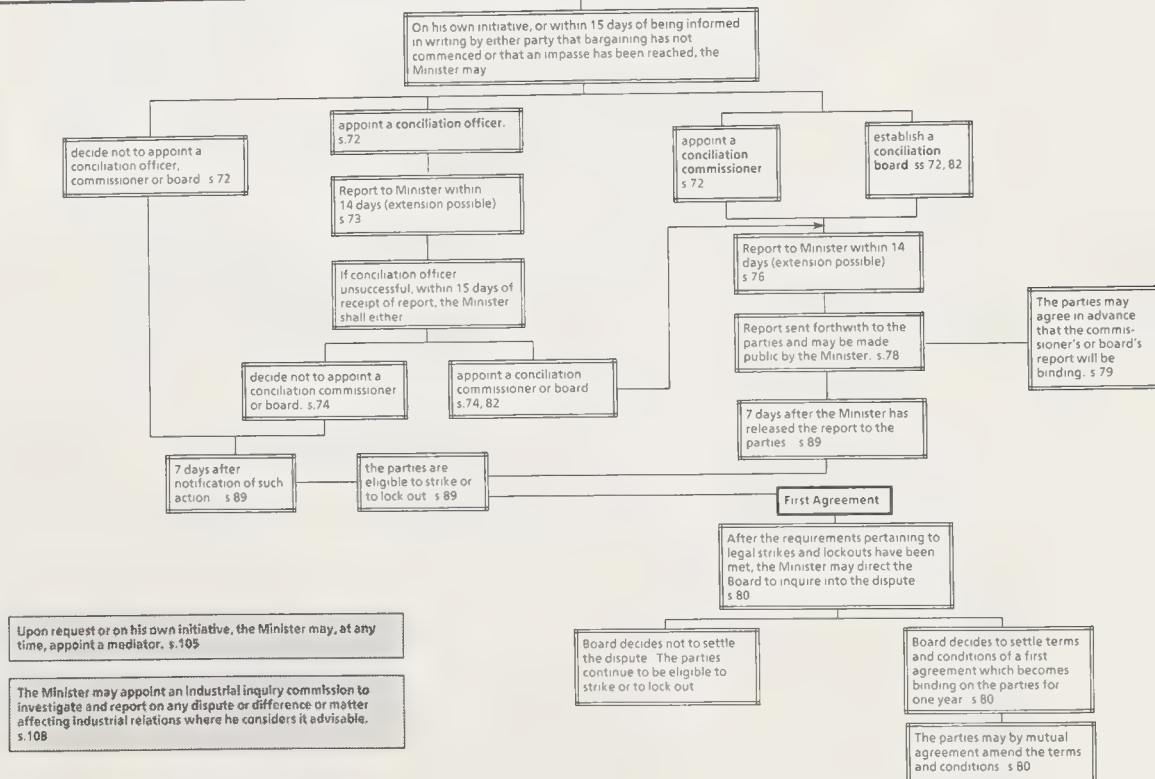 On his own initiative, or within 15 days of being informed
in writing by either party that bargaining has not
commenced or that an impasse has been reached, the
Minister may
decide not to appoint a
conciliation officer,
commissioner or board s 72
appoint a conciliation officer.
s.72
appoint a
conciliation
commissioner
s 72
establish a
conciliation
board ss 72, 82
Report to Minister within
14 days (extension possible)
s 73
If conciliation officer
unsuccessful, within 15 days of
receipt of report, the Minister
shall either
decide not to appoint a
conciliation commissioner
or board. s.74
appoint a conciliation
commissioner or board
s.74, 82
Report to Minister within 14
days (extension possible)
s 76
Report sent forthwith to the
parties and may be made
public by the Minister. s.78
The parties may
agree in advance
that the commis-
sioner's or board's
report will be
binding. s 79
7 days after the Minister has
released the report to the
parties s 89
7 days after
notification of such
action s 89
the parties are
eligible to strike or
to lock out s 89
First Agreement
After the requirements pertaining to
legal strikes and lockouts have been
met, the Minister may direct the
Board to inquire into the dispute
s 80
Board decides not to settle
the dispute The parties
continue to be eligible to
strike or to lock out
Board decides to settle terms
and conditions of a first
agreement which becomes
binding on the parties for
one year s 80
The parties may by mutual
agreement amend the terms
and conditions s 80
Upon request or on his own initiative, the Minister may, at any
time, appoint a mediator. s.105
The Minister may appoint an industrial inquiry commission to
investigate and report on any dispute or difference or matter
affecting industrial relations where he considers it advisable.
s.108